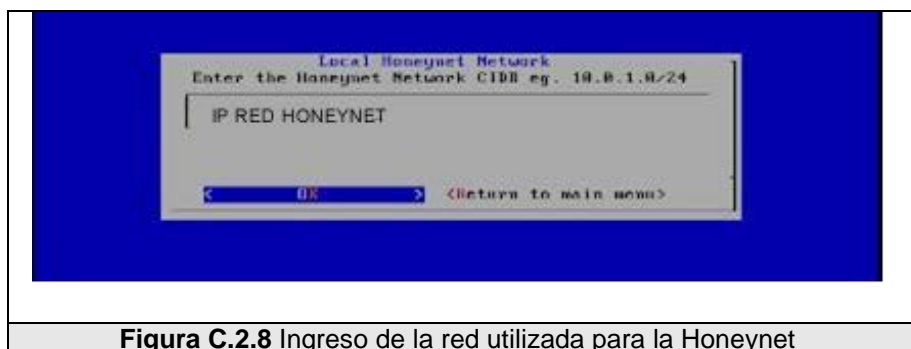 Local Honeynet Network
Enter the Honeynet Network CIDR eg. 10.0.1.0/24
IP RED HONEYNET
< OK > <Return to main menu>
Figura C.2.8 Ingreso de la red utilizada para la Honeynet